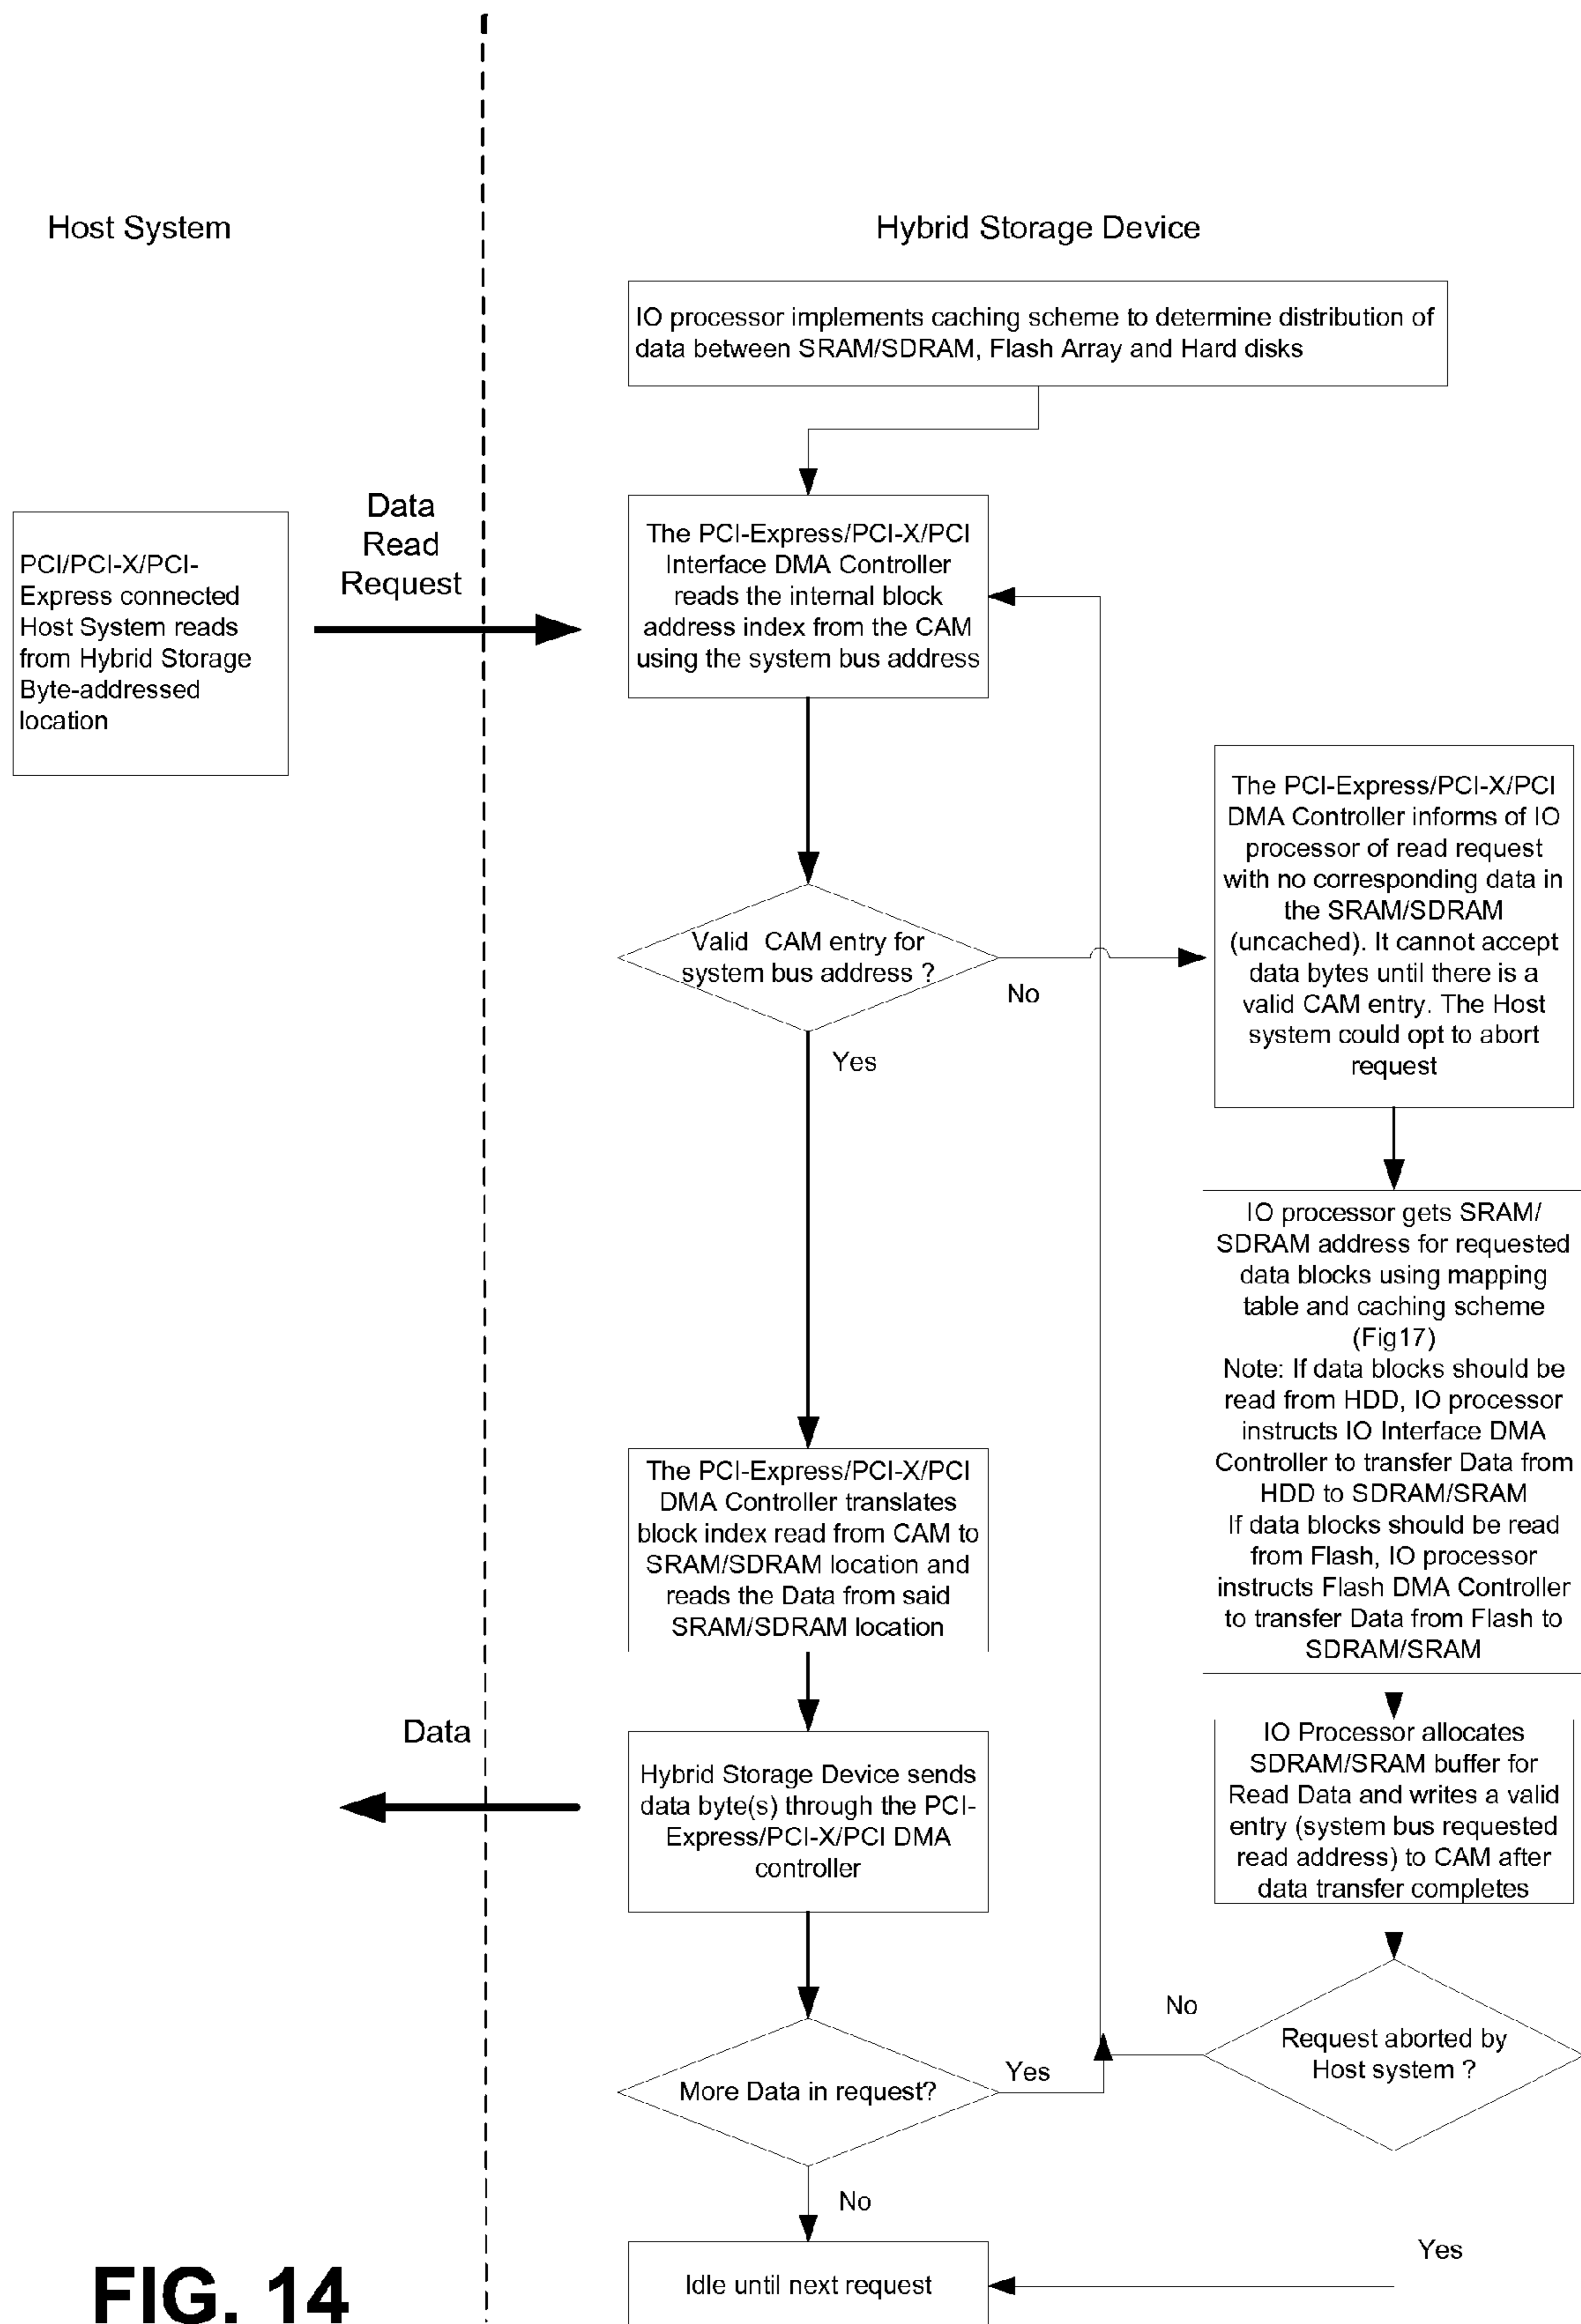 Host System
Hybrid Storage Device
IO processor implements caching scheme to determine distribution of
data between SRAM/SDRAM, Flash Array and Hard disks
PCI/PCI-X/PCI-
Express connected
Host System reads
from Hybrid Storage
Byte-addressed
location
Data
Read
Request
The PCI-Express/PCI-X/PCI
Interface DMA Controller
reads the internal block
address index from the CAM
using the system bus address
Valid CAM entry for
system bus address ?
No
Yes
The PCI-Express/PCI-X/PCI
DMA Controller informs of IO
processor of read request
with no corresponding data in
the SRAM/SDRAM
(uncached). It cannot accept
data bytes until there is a
valid CAM entry. The Host
system could opt to abort
request
IO processor gets SRAM/
SDRAM address for requested
data blocks using mapping
table and caching scheme
(Fig17)
Note: If data blocks should be
read from HDD, IO processor
instructs IO Interface DMA
Controller to transfer Data from
HDD to SDRAM/SRAM
If data blocks should be read
from Flash, IO processor
instructs Flash DMA Controller
to transfer Data from Flash to
SDRAM/SRAM
The PCI-Express/PCI-X/PCI
DMA Controller translates
block index read from CAM to
SRAM/SDRAM location and
reads the Data from said
SRAM/SDRAM location
Data
Hybrid Storage Device sends
data byte(s) through the PCI-
Express/PCI-X/PCI DMA
controller
IO Processor allocates
SDRAM/SRAM buffer for
Read Data and writes a valid
entry (system bus requested
read address) to CAM after
data transfer completes
No
Request aborted by
Host system ?
More Data in request?
Yes
No
Yes
Idle until next request
FIG. 14